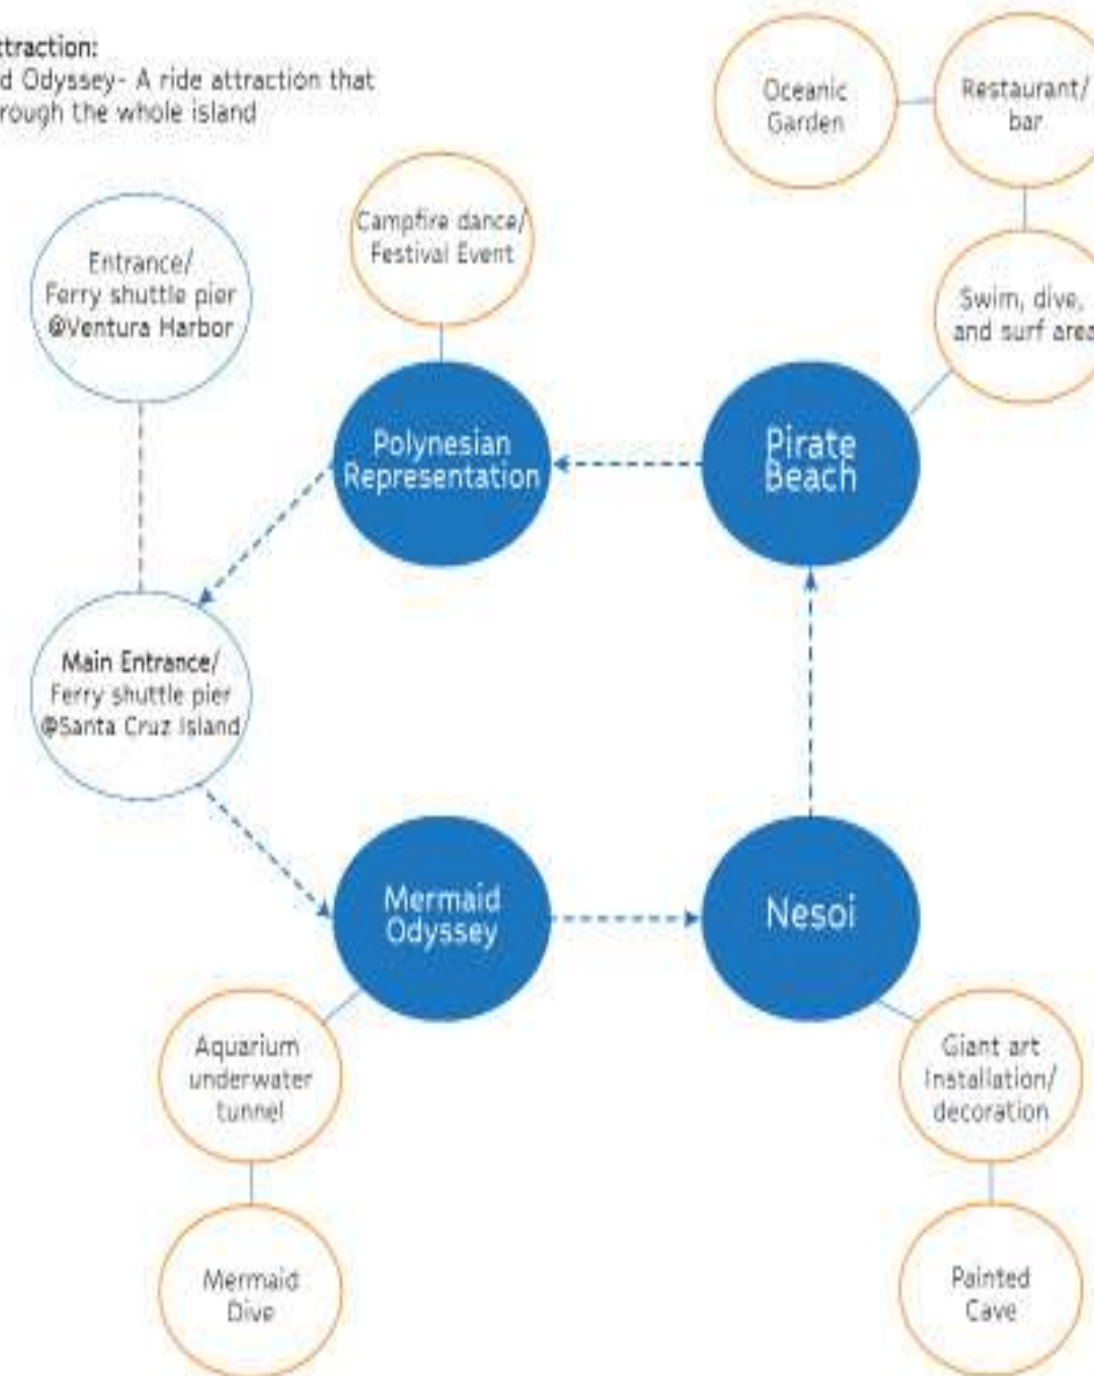 ttraction:
d Odyssey- A ride attraction that
rough the whole island
Oceanic
Garden
Restaurant/
bar
Campfire dance/
Festival Event
Entrance/
Ferry shuttle pier
@Ventura Harbor
Swim, dive,
and surf area
Polynesian
Representation
Pirate
Beach
Main Entrance/
Ferry shuttle pier
@Santa Cruz Island
Mermaid
Odyssey
Nesoi
Aquarium
underwater
tunnel
Giant art
Installation/
decoration
Mermaid
Dive
Painted
Cave